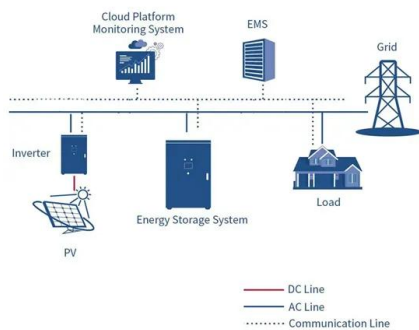 Cloud Platform
Monitoring System
EMS
Grid
Inverter
Energy Storage System
Load
PV
DC Line
AC Line
Communication Line